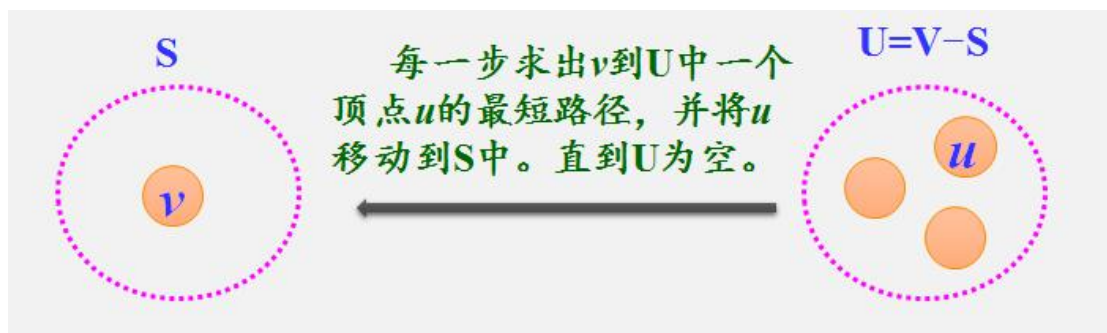 S
U=V−S
每一步求出v到U中一个
顶点u的最短路径，并将u
移动到S中。直到U为空。
v
u